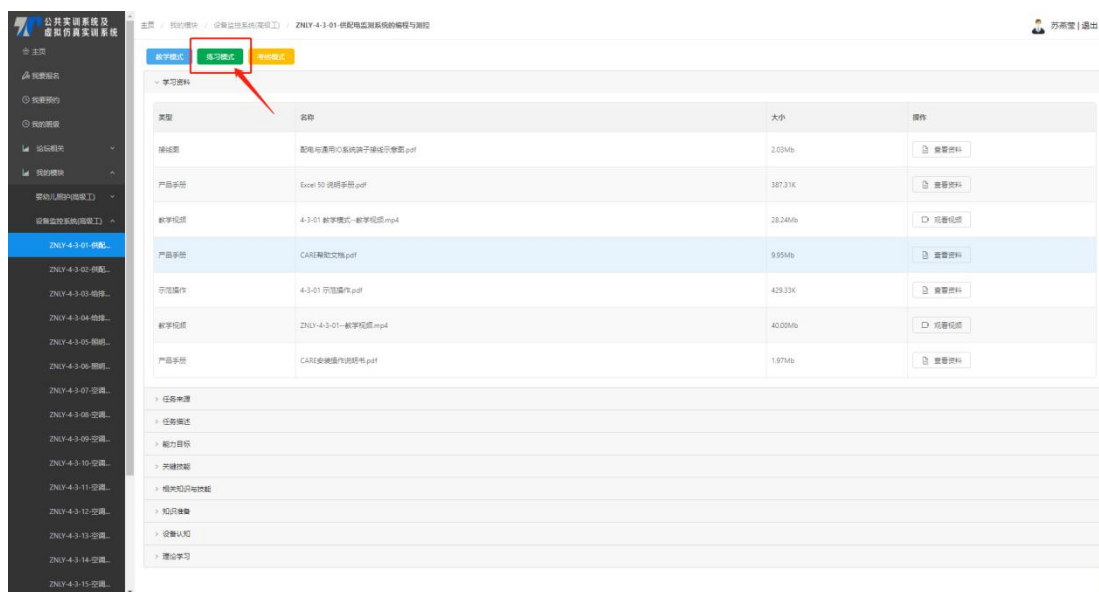 公共实训系统及
虚拟仿真实训系统
主页 / 我的模块 / 设备监控系统(高级工) / ZNLY-4-3-01-供配电监测系统的编程与测控
苏燕莹 | 退出
主页
我要报名
我要预约
我的班级
论坛相关
我的模块
婴幼儿照护(高级工)
设备监控系统(高级工)
ZNLY-4-3-01-供配...
ZNLY-4-3-02-供配...
ZNLY-4-3-03-给排...
ZNLY-4-3-04-给排...
ZNLY-4-3-05-照明...
ZNLY-4-3-06-照明...
ZNLY-4-3-07-空调...
ZNLY-4-3-08-空调...
ZNLY-4-3-09-空调...
ZNLY-4-3-10-空调...
ZNLY-4-3-11-空调...
ZNLY-4-3-12-空调...
ZNLY-4-3-13-空调...
ZNLY-4-3-14-空调...
ZNLY-4-3-15-空调...
教学模式 练习模式 考核模式
学习资料
类型 名称 大小 操作
接线图 配电与通用IO系统端子接线示意图.pdf 2.03Mb 查看资料
产品手册 Excel 50 说明手册.pdf 387.31K 查看资料
教学视频 4-3-01 教学模式--教学视频.mp4 28.24Mb 观看视频
产品手册 CARE帮助文档.pdf 9.95Mb 查看资料
示范操作 4-3-01 示范操作.pdf 429.33K 查看资料
教学视频 ZNLY-4-3-01--教学视频.mp4 40.00Mb 观看视频
产品手册 CARE安装操作说明书.pdf 1.97Mb 查看资料
任务来源
任务描述
能力目标
关键技能
相关知识与技能
知识准备
设备认知
理论学习